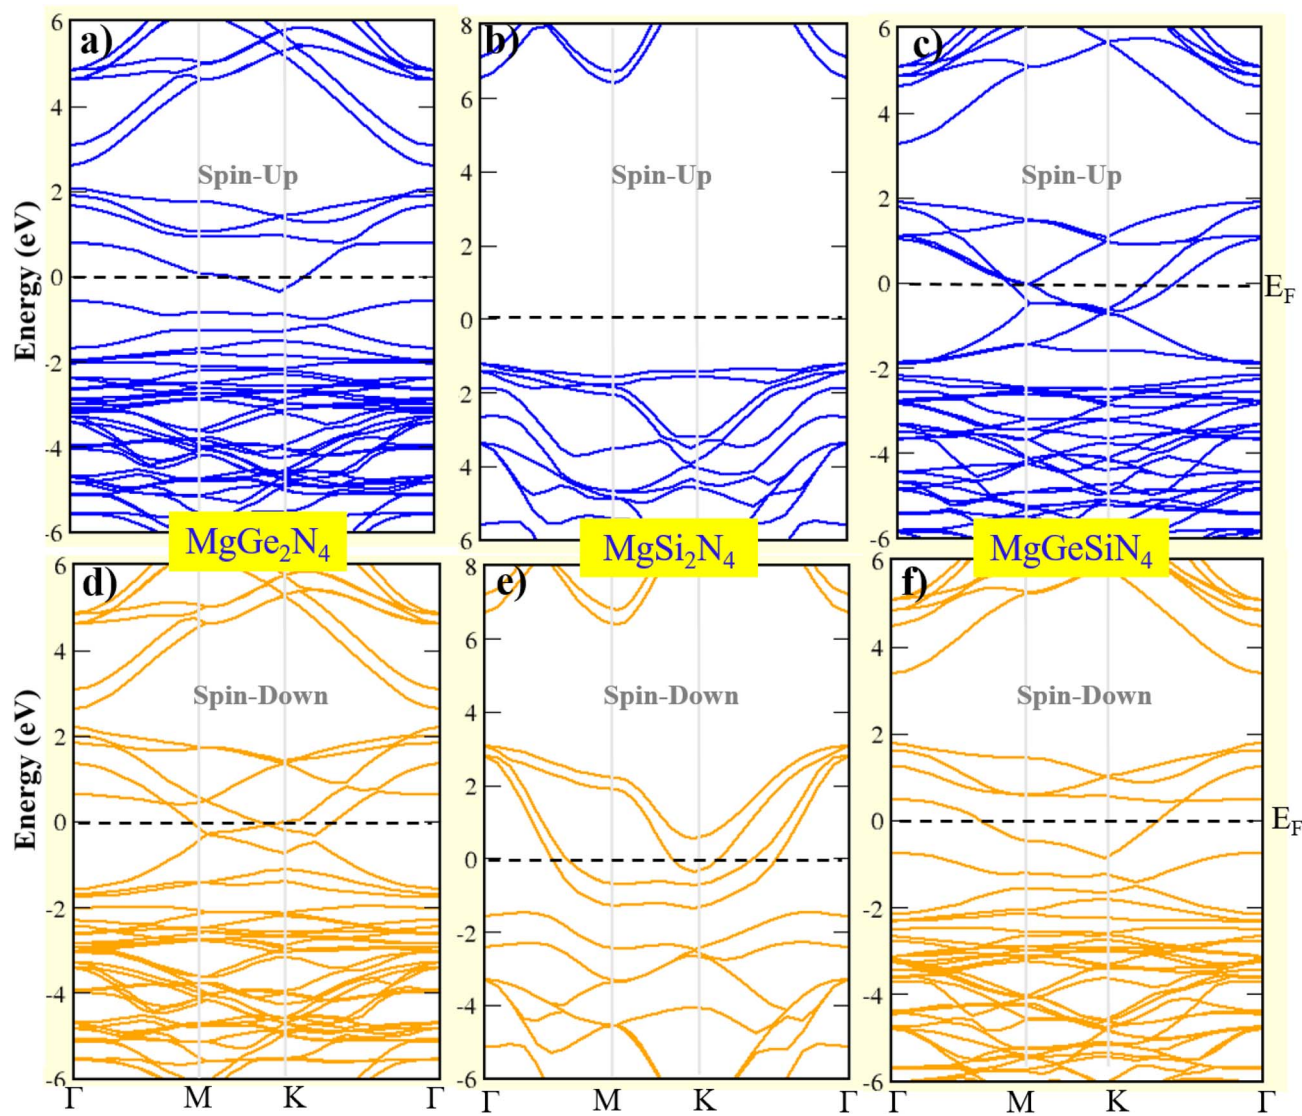 a)
b)
c)
6
4
2
0
-2
-4
-6
Energy (eV)
Spin-Up
8
6
4
2
0
2
4
6
Spin-Up
6
4
2
0
-2
-4
-6
Spin-Up
E_F
MgGe₂N₄
MgSi₂N₄
MgGeSiN₄
d)
e)
f)
6
4
2
0
-2
-4
-6
Energy (eV)
Spin-Down
8
6
4
2
0
-2
-4
-6
Spin-Down
6
4
2
0
-2
-4
-6
Spin-Down
E_F
Γ M K Γ
Γ M K Γ
Γ M K Γ